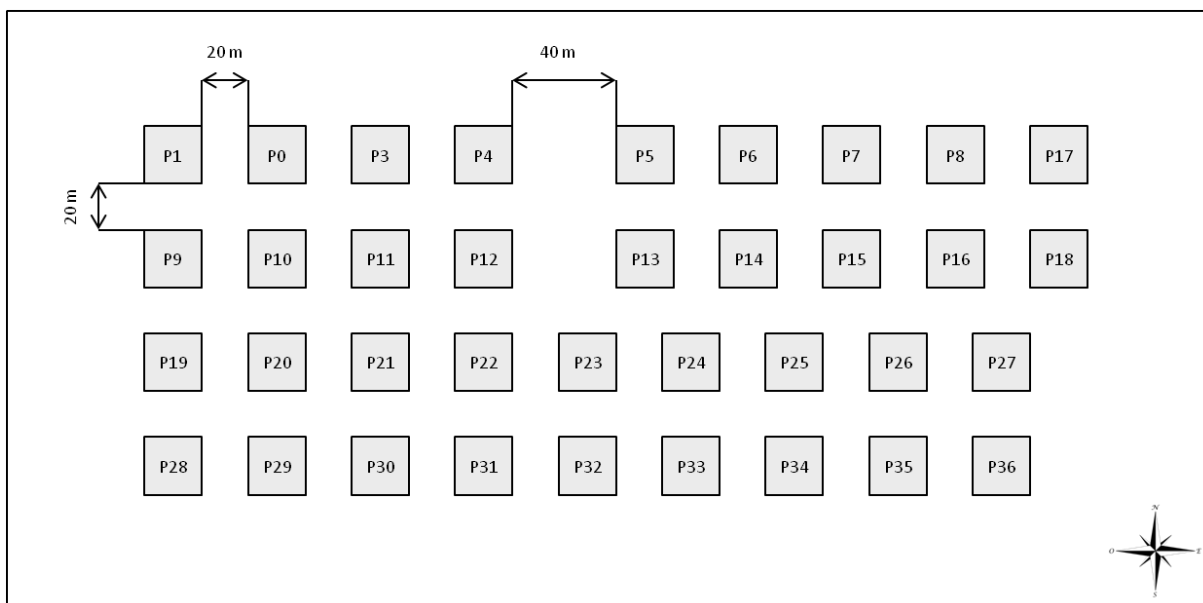 20 m 40 m
P1 P0 P3 P4 P5 P6 P7 P8 P17
20 m
P9 P10 P11 P12 P13 P14 P15 P16 P18
P19 P20 P21 P22 P23 P24 P25 P26 P27
P28 P29 P30 P31 P32 P33 P34 P35 P36
N
O E
S